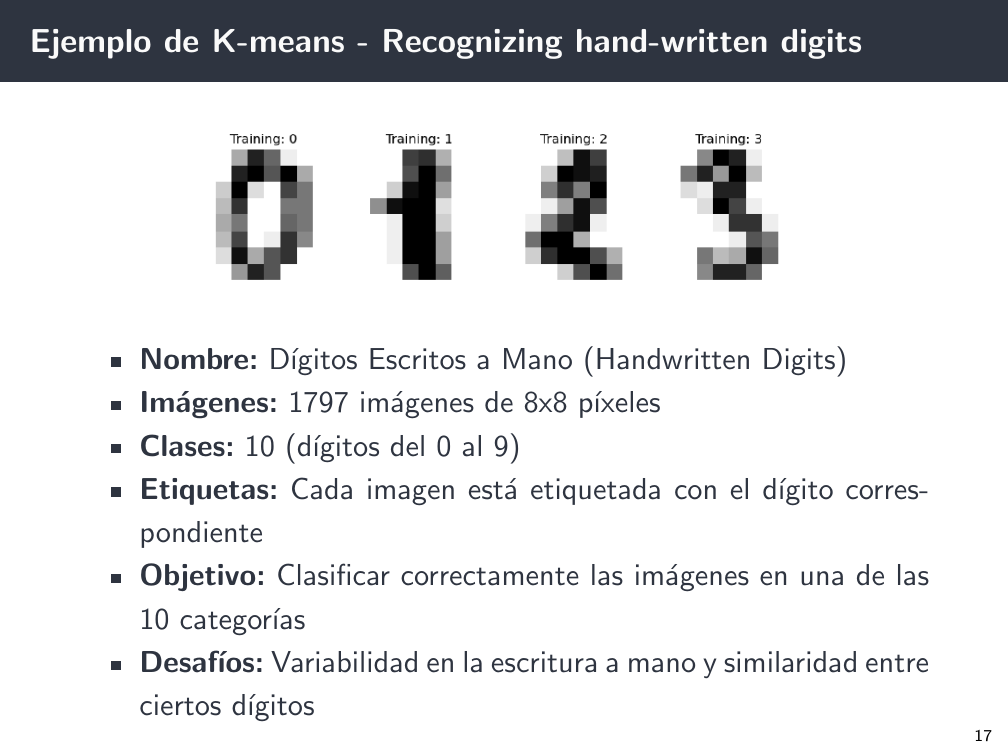 Ejemplo de K-means - Recognizing hand-written digits
Training: 0
Training: 1
Training: 2
Training: 3
Nombre: Dígitos Escritos a Mano (Handwritten Digits)
Imágenes: 1797 imágenes de 8x8 píxeles
Clases: 10 (dígitos del 0 al 9)
Etiquetas: Cada imagen está etiquetada con el dígito corres-
pondiente
Objetivo: Clasificar correctamente las imágenes en una de las
10 categorías
Desafíos: Variabilidad en la escritura a mano y similaridad entre
ciertos dígitos
17